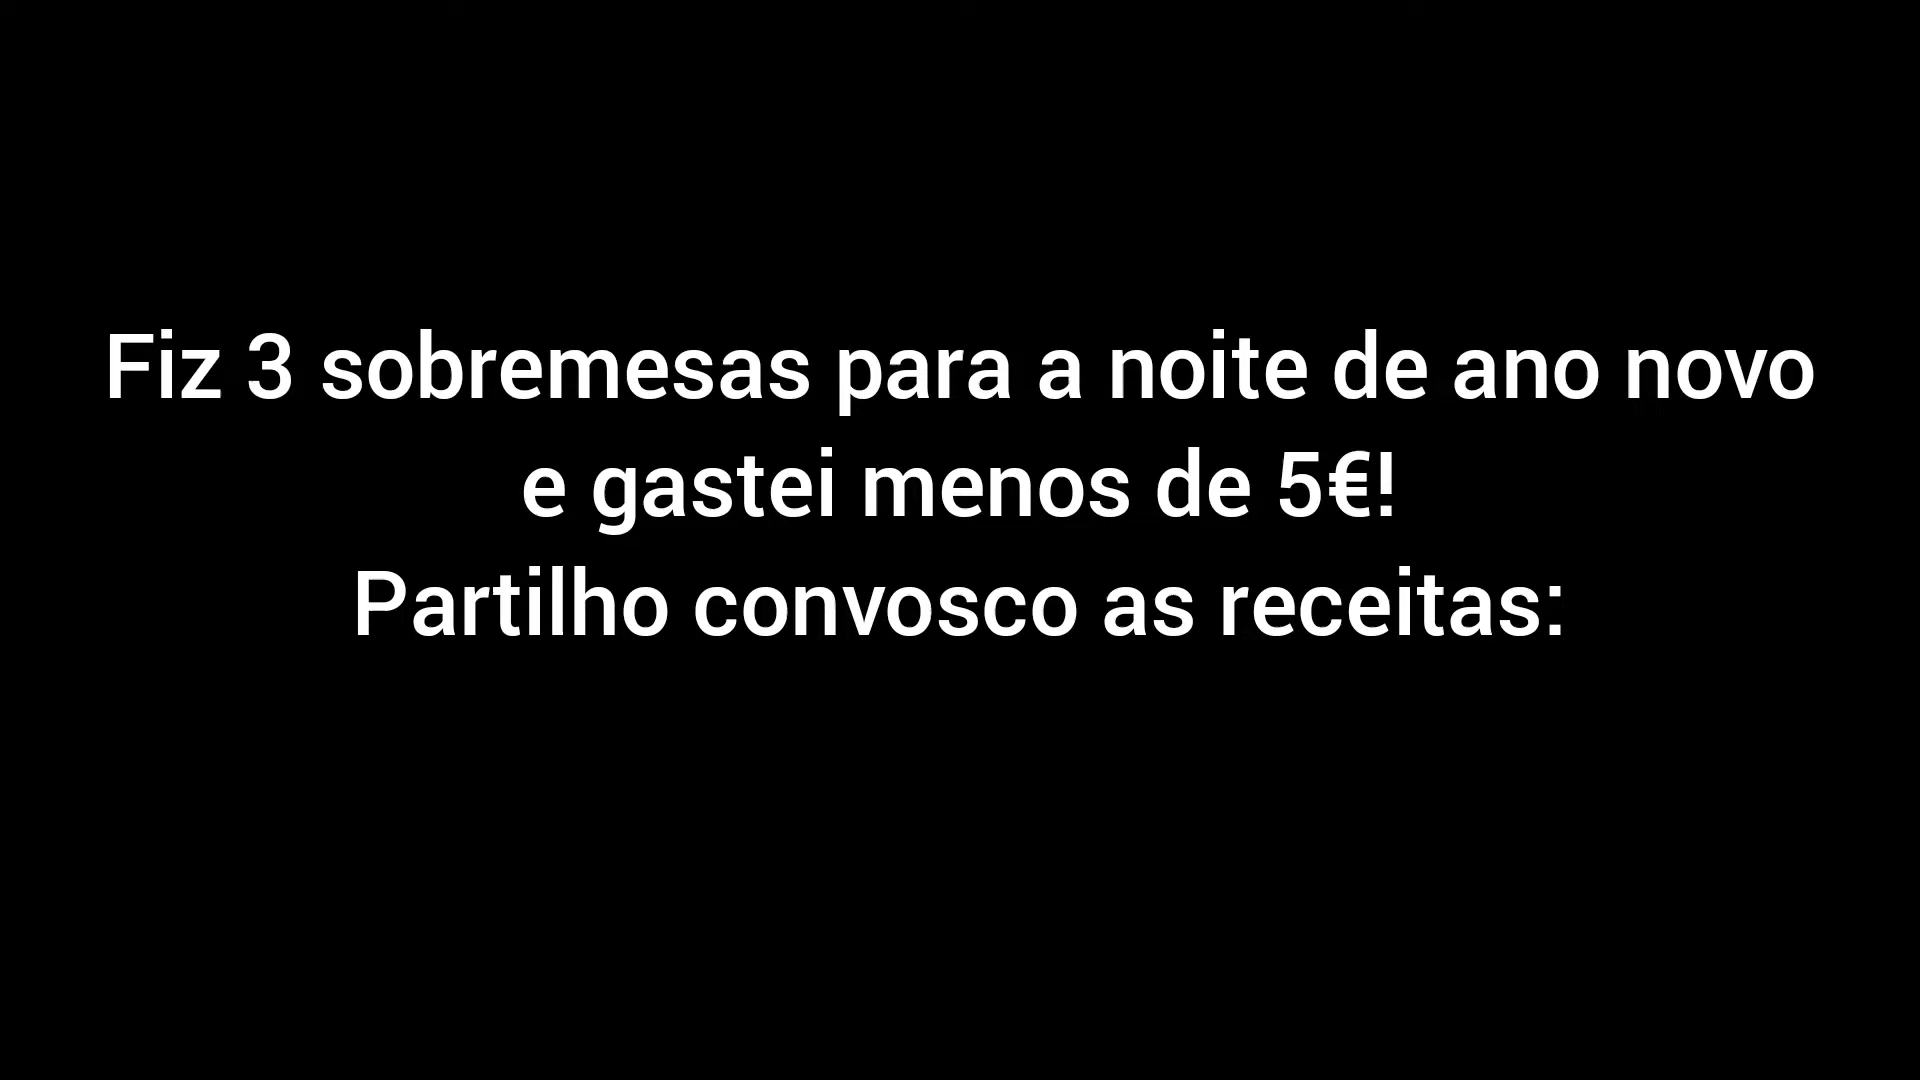 Fiz 3 sobremesas para a noite de ano novo
e gastei menos de 5€!
Partilho convosco as receitas: